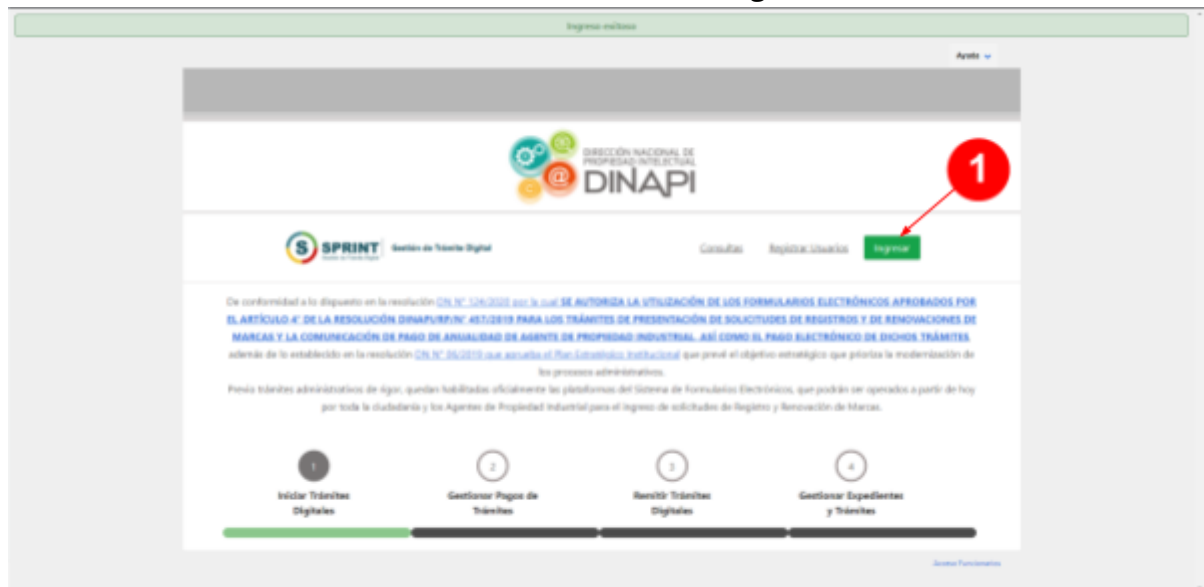 Ingreso exitoso
Ayuda
DIRECCIÓN NACIONAL DE
PROPIEDAD INTELECTUAL
DINAPI
1
SPRINT
Gestión de Trámite Digital
Consultas
Registrar Usuarios
Ingresar
De conformidad a lo dispuesto en la resolución DN N° 124/2020 por la cual SE AUTORIZA LA UTILIZACIÓN DE LOS FORMULARIOS ELECTRÓNICOS APROBADOS POR
EL ARTÍCULO 4° DE LA RESOLUCIÓN DINAPI/RP/N° 457/2019 PARA LOS TRÁMITES DE PRESENTACIÓN DE SOLICITUDES DE REGISTROS Y DE RENOVACIONES DE
MARCAS Y LA COMUNICACIÓN DE PAGO DE ANUALIDAD DE AGENTE DE PROPIEDAD INDUSTRIAL, ASÍ COMO EL PAGO ELECTRÓNICO DE DICHOS TRÁMITES
además de lo establecido en la resolución DN N° 06/2019 que aprueba el Plan Estratégico Institucional que prevé el objetivo estratégico que prioriza la modernización de
los procesos administrativos.
Previo trámites administrativos de rigor, quedan habilitadas oficialmente las plataformas del Sistema de Formularios Electrónicos, que podrán ser operados a partir de hoy
por toda la ciudadanía y los Agentes de Propiedad Industrial para el ingreso de solicitudes de Registro y Renovación de Marcas.
1
2
3
4
Iniciar Trámites
Digitales
Gestionar Pagos de
Trámites
Remitir Trámites
Digitales
Gestionar Expedientes
y Trámites
Acceso Funcionarios